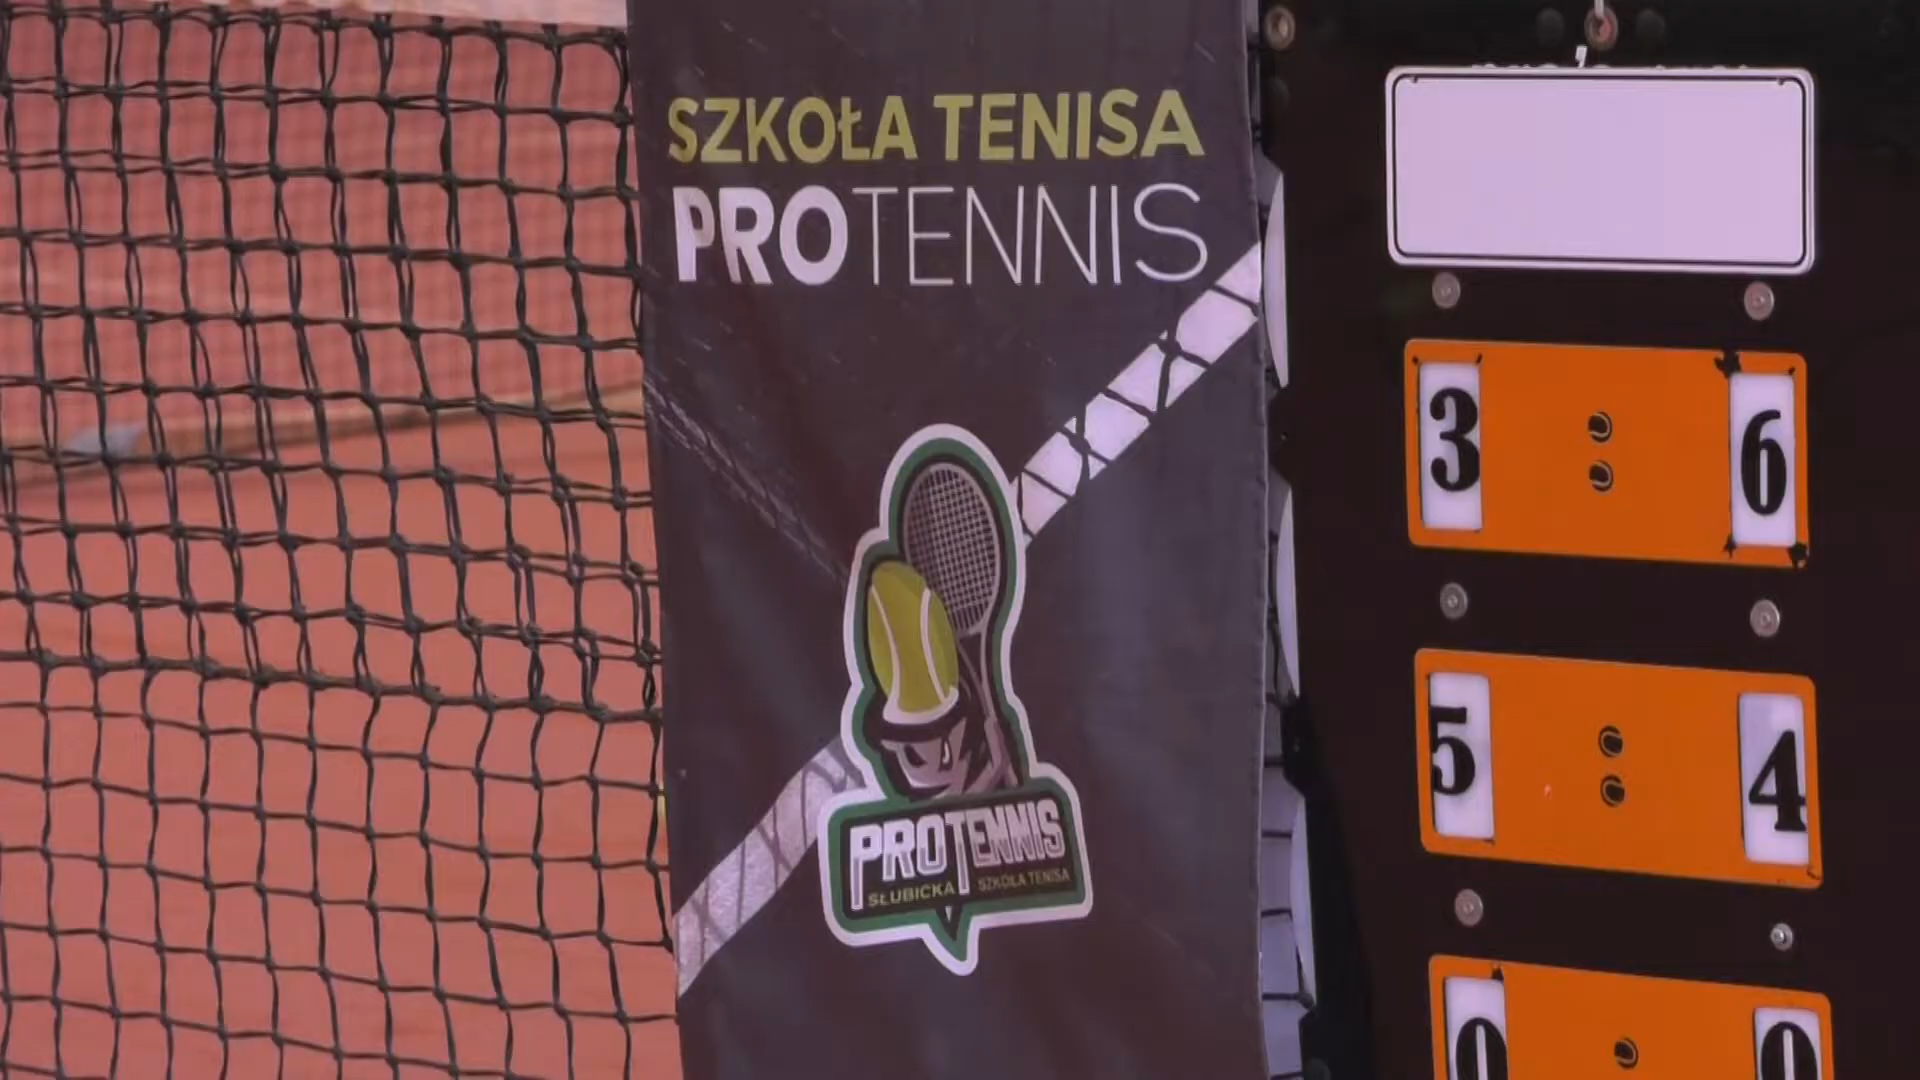 SZKOŁA TENISA
PROTENNIS
PROTENNIS
SŁUBICKA SZKOŁA TENISA
3 6
5 4
0 0